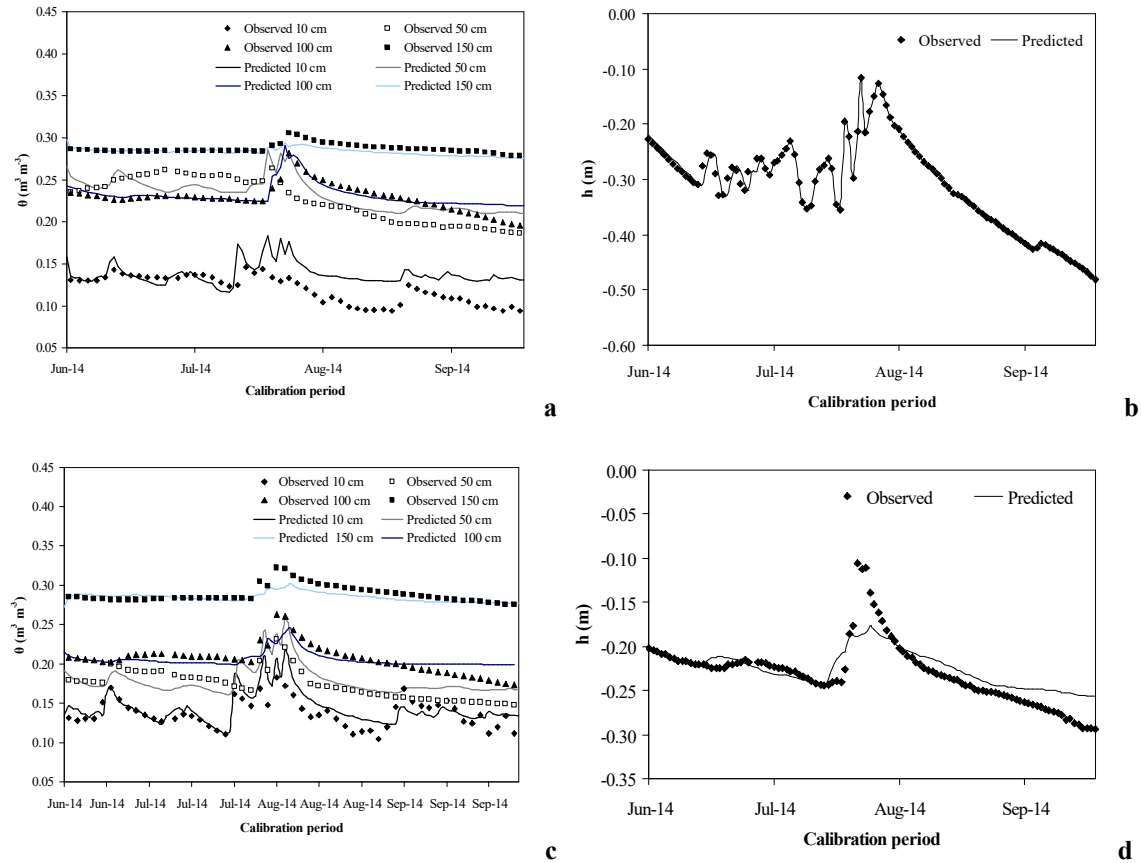 Observed 10 cm
Observed 50 cm
Observed 100 cm
Observed 150 cm
Predicted 10 cm
Predicted 50 cm
Predicted 100 cm
Predicted 150 cm
θ (m³ m⁻³)
0.45
0.40
0.35
0.30
0.25
0.20
0.15
0.10
0.05
Jun-14
Jul-14
Aug-14
Sep-14
Calibration period
a
Observed
Predicted
h (m)
0.00
-0.10
-0.20
-0.30
-0.40
-0.50
-0.60
Jun-14
Jul-14
Aug-14
Sep-14
Calibration period
b
Observed 10 cm
Observed 50 cm
Observed 100 cm
Observed 150 cm
Predicted 10 cm
Predicted 50 cm
Predicted 150 cm
Predicted 100 cm
θ (m³ m⁻³)
0.45
0.40
0.35
0.30
0.25
0.20
0.15
0.10
0.05
Jun-14
Jun-14
Jul-14
Jul-14
Jul-14
Aug-14
Aug-14
Aug-14
Sep-14
Sep-14
Sep-14
Calibration period
c
Observed
Predicted
h (m)
0.00
-0.05
-0.10
-0.15
-0.20
-0.25
-0.30
-0.35
Jun-14
Jul-14
Aug-14
Sep-14
Calibration period
d